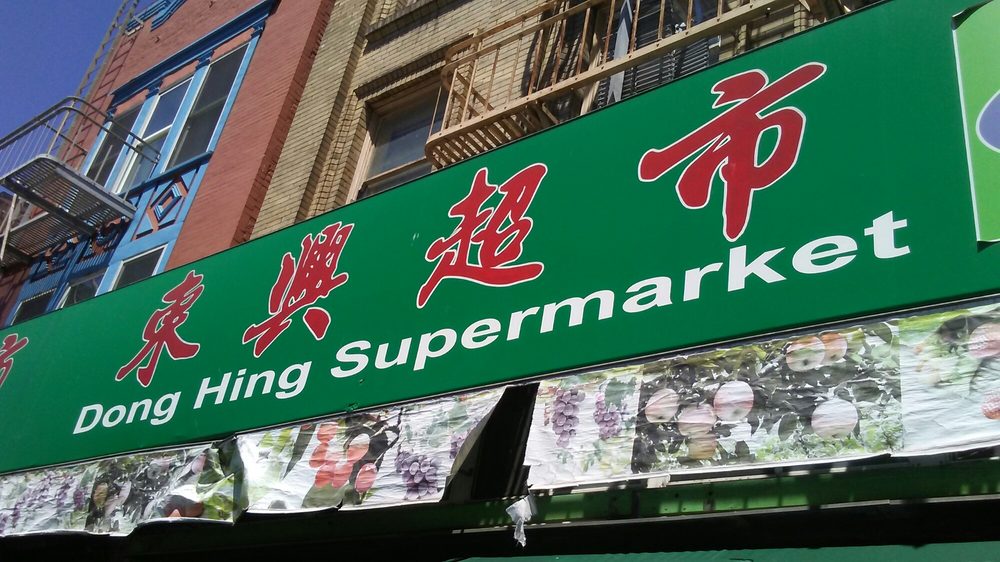 東興超市
Dong Hing Supermarket